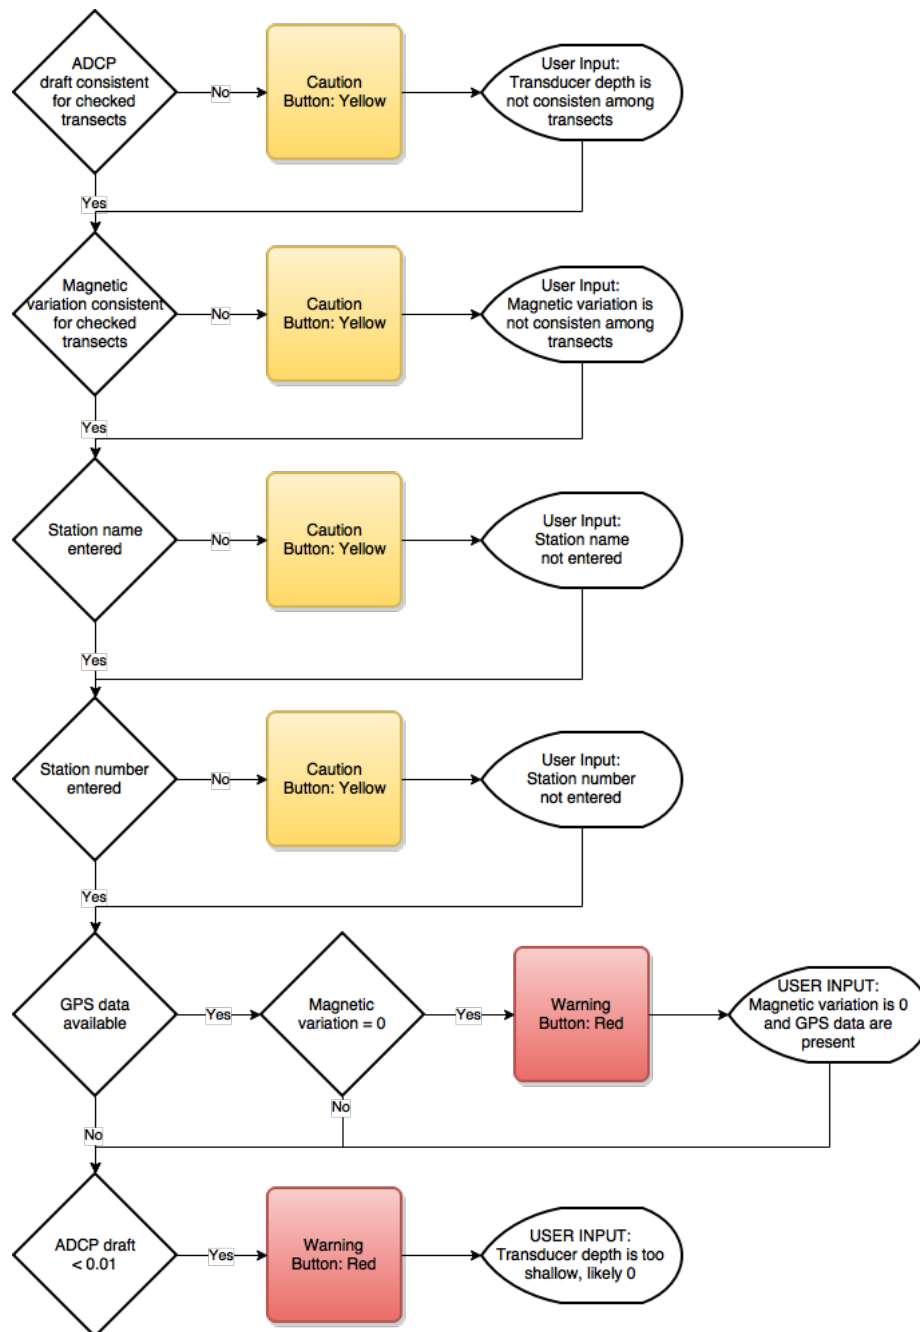 ADCP
draft consistent
for checked
transects
No
Caution
Button: Yellow
User Input:
Transducer depth is
not consisten among
transects
Yes
Magnetic
variation consistent
for checked
transects
No
Caution
Button: Yellow
User Input:
Magnetic variation is
not consisten among
transects
Yes
Station name
entered
No
Caution
Button: Yellow
User Input:
Station name
not entered
Yes
Station number
entered
No
Caution
Button: Yellow
User Input:
Station number
not entered
Yes
GPS data
available
Yes
Magnetic
variation = 0
Yes
Warning
Button: Red
USER INPUT:
Magnetic variation is 0
and GPS data are
present
No
No
ADCP draft
< 0.01
Yes
Warning
Button: Red
USER INPUT:
Transducer depth is too
shallow, likely 0